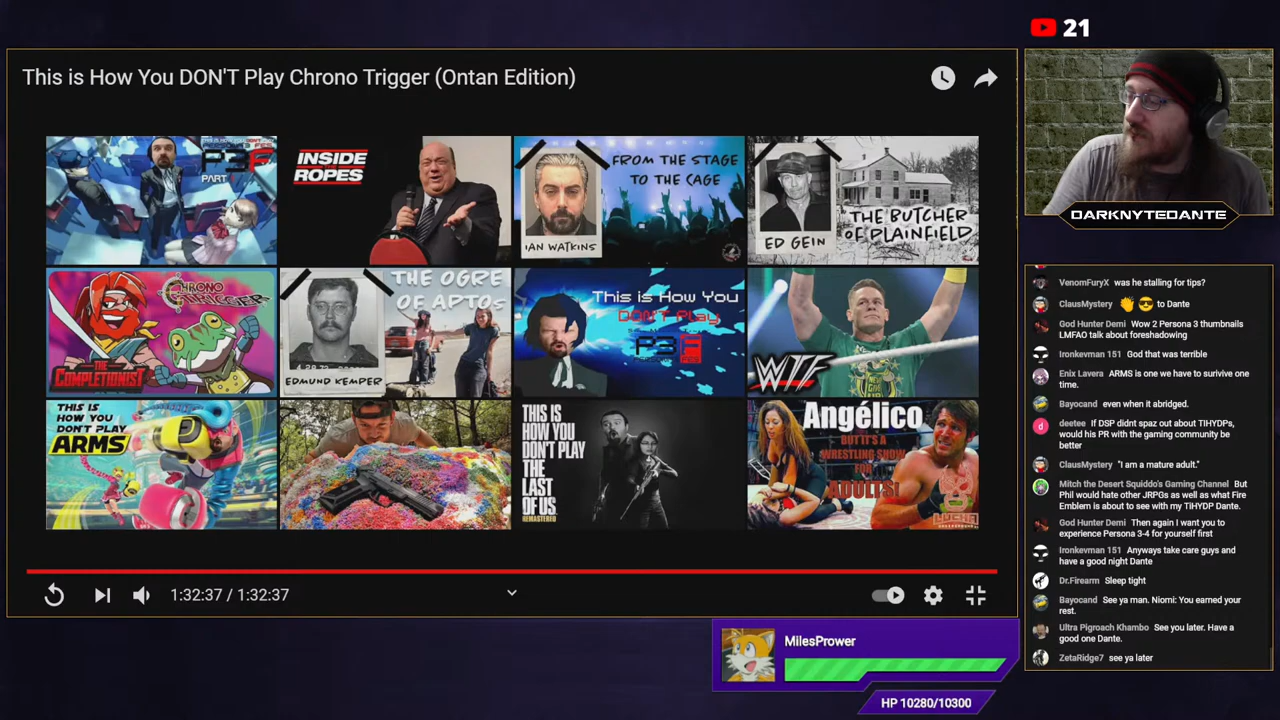 21
This is How You DON'T Play Chrono Trigger (Ontan Edition)
P3F
PART 1
INSIDE
THE
ROPES
IAN WATKINS
FROM THE STAGE
TO THE CAGE
ED GEIN
THE BUTCHER
OF PLAINFIELD
CHRONO
TRIGGER
THE
COMPLETIONIST
EDMUND KEMPER
THE OGRE
OF APTOS
This is How You
DON'T Play
P3F
WTF
THIS IS
HOW YOU
DON'T PLAY
ARMS
THIS IS
HOW YOU
DON'T PLAY
THE
LAST
OF US
REMASTERED
Angélico
BUT IT'S A
WRESTLING SHOW
FOR
ADULTS!
LUCHA
1:32:37 / 1:32:37
DARKNYTEDANTE
VenomFuryX was he stalling for tips?
ClausMystery 👏 😎 to Dante
God Hunter Demi Wow 2 Persona 3 thumbnails
LMFAO talk about foreshadowing
Ironkevman 151 God that was terrible
Enix Lavera ARMS is one we have to surivive one
time.
Bayocand even when it abridged.
deetee If DSP didnt spaz out about TIHYDPs,
would his PR with the gaming community be
better
ClausMystery "I am a mature adult."
Mitch the Desert Squiddo's Gaming Channel But
Phil would hate other JRPGs as well as what Fire
Emblem is about to see with my TIHYDP Dante.
God Hunter Demi Then again I want you to
experience Persona 3-4 for yourself first
Ironkevman 151 Anyways take care guys and
have a good night Dante
Dr.Firearm Sleep tight
Bayocand See ya man. Niomi: You earned your
rest.
Ultra Pigroach Khambo See you later. Have a
good one Dante.
ZetaRidge7 see ya later
MilesPrower
HP 10280/10300